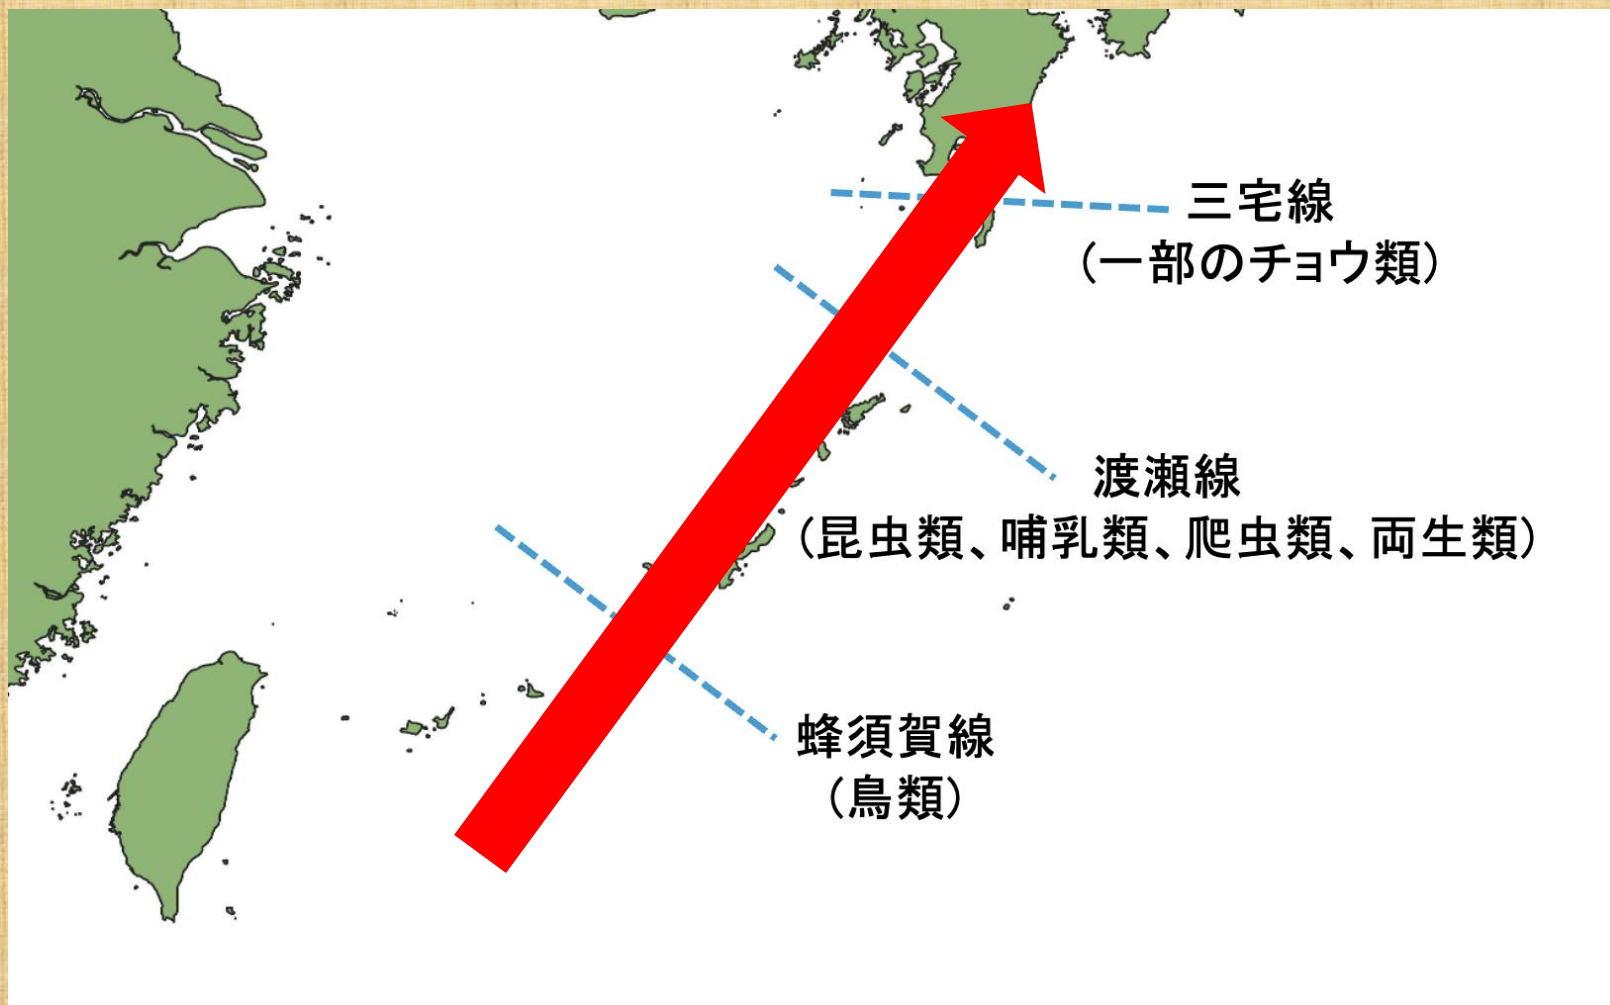 三宅線
（一部のチョウ類）
渡瀬線
（昆虫類、哺乳類、爬虫類、両生類）
蜂須賀線
（鳥類）